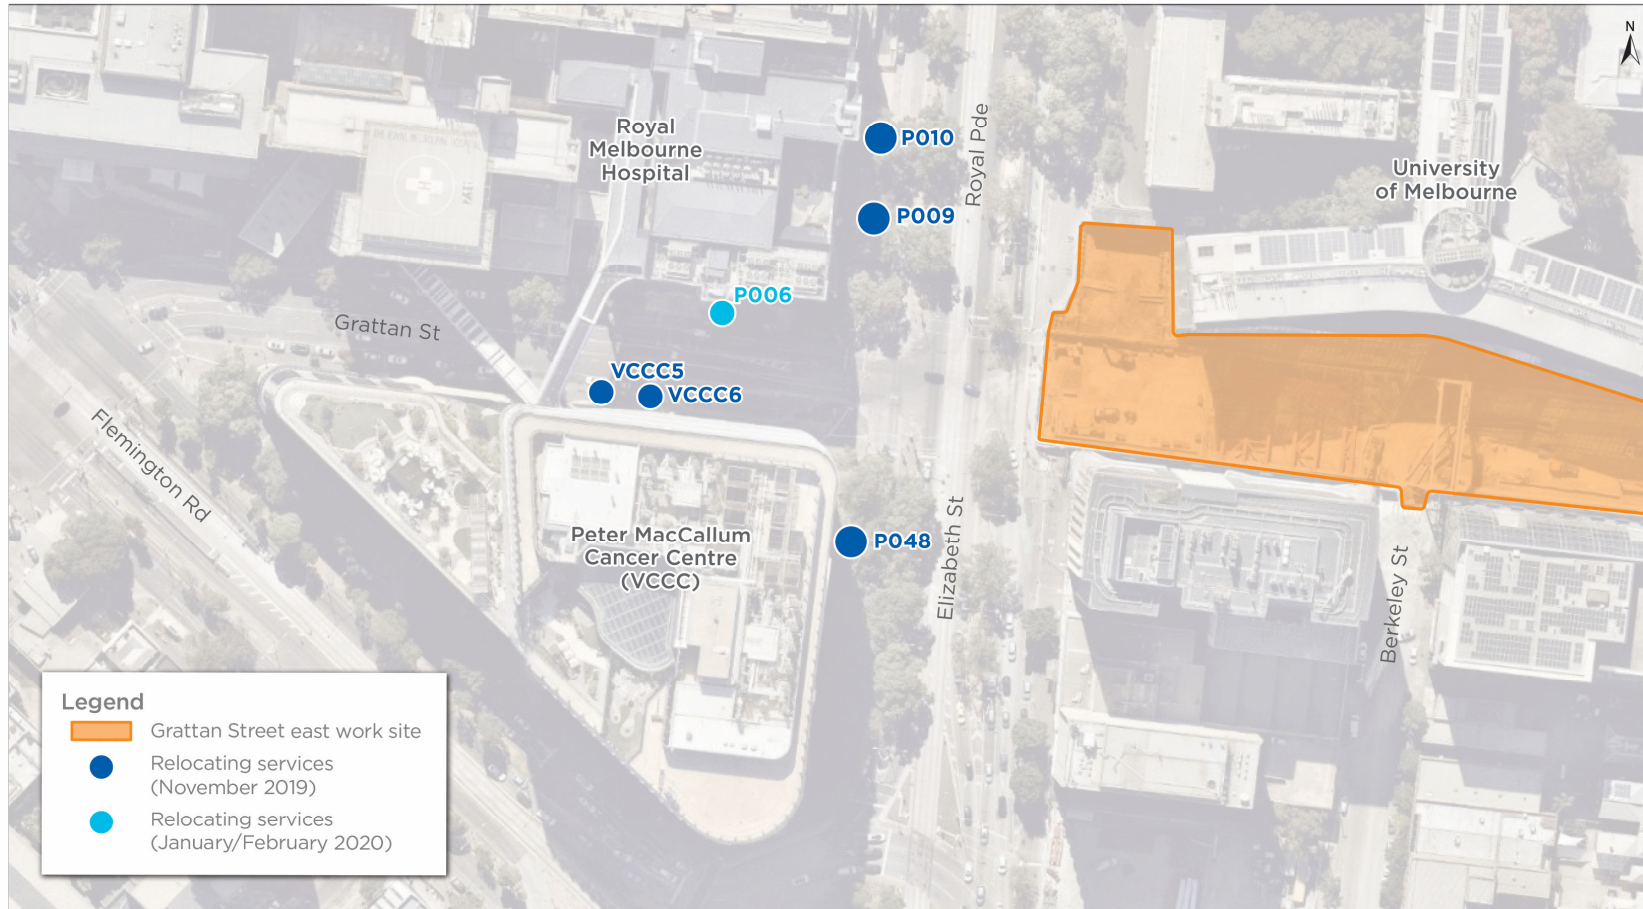 N
Royal
Melbourne
Hospital
P010
Royal Pde
University
of Melbourne
P009
P006
Grattan St
VCCC5
VCCC6
Flemington Rd
Peter MacCallum
Cancer Centre
(VCCC)
P048
Elizabeth St
Berkeley St
Legend
Grattan Street east work site
Relocating services
(November 2019)
Relocating services
(January/February 2020)
H